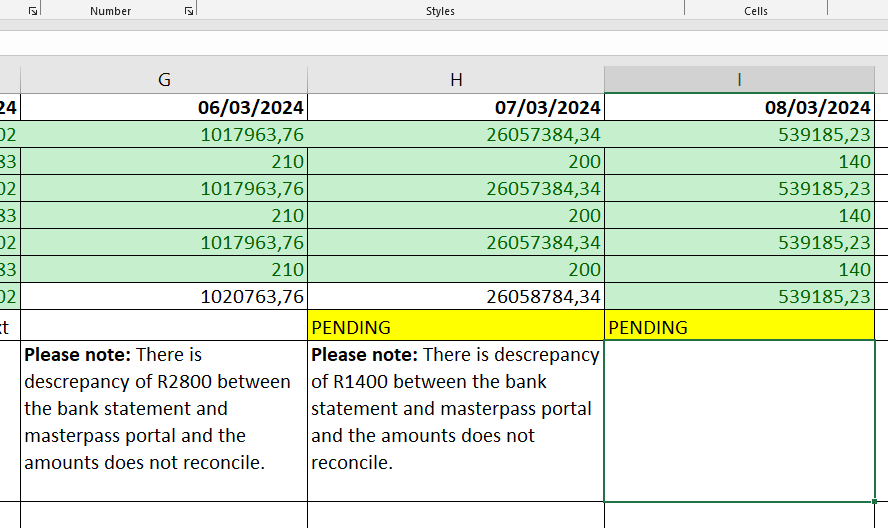 Number Styles Cells
G H I
24 06/03/2024 07/03/2024 08/03/2024
02 1017963,76 26057384,34 539185,23
83 210 200 140
02 1017963,76 26057384,34 539185,23
83 210 200 140
02 1017963,76 26057384,34 539185,23
83 210 200 140
02 1020763,76 26058784,34 539185,23
xt PENDING PENDING
Please note: There is
descrepancy of R2800 between
the bank statement and
masterpass portal and the
amounts does not reconcile.
Please note: There is descrepancy
of R1400 between the bank
statement and masterpass portal
and the amounts does not
reconcile.